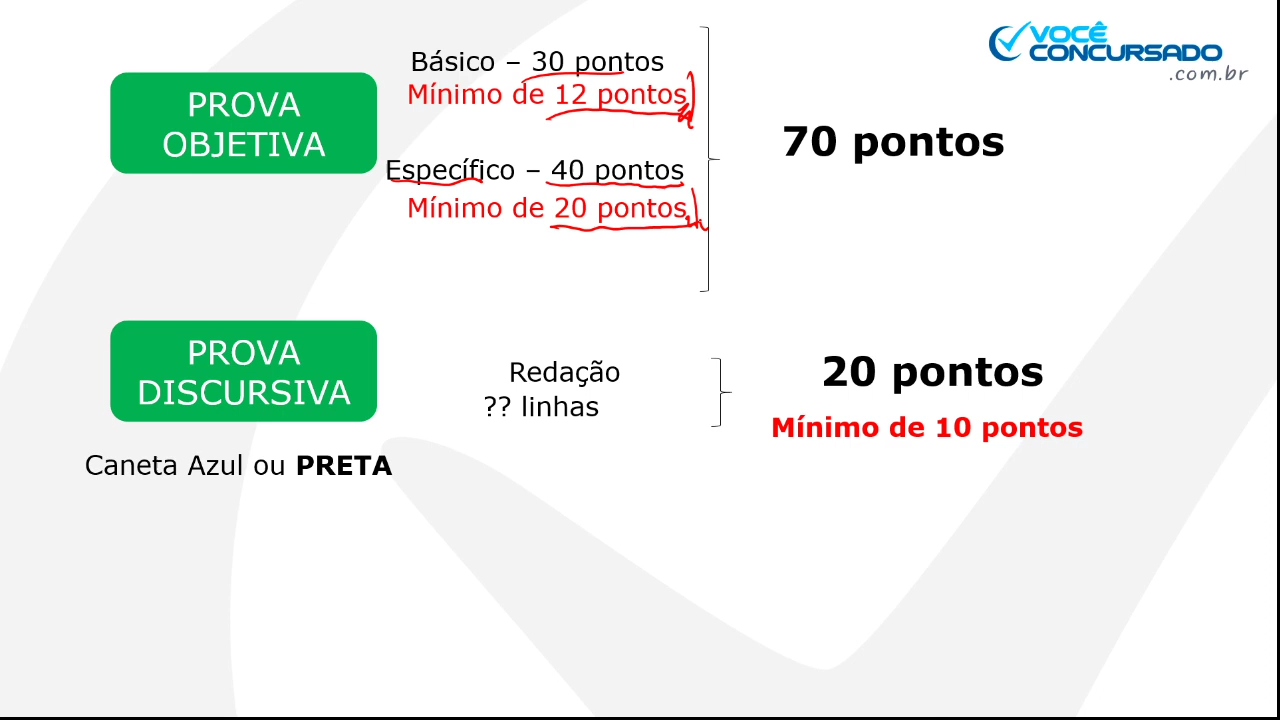 VOCÊ
CONCURSADO
.com.br
PROVA
OBJETIVA
Básico – 30 pontos
Mínimo de 12 pontos
Específico – 40 pontos
Mínimo de 20 pontos
70 pontos
PROVA
DISCURSIVA
Redação
?? linhas
20 pontos
Mínimo de 10 pontos
Caneta Azul ou PRETA